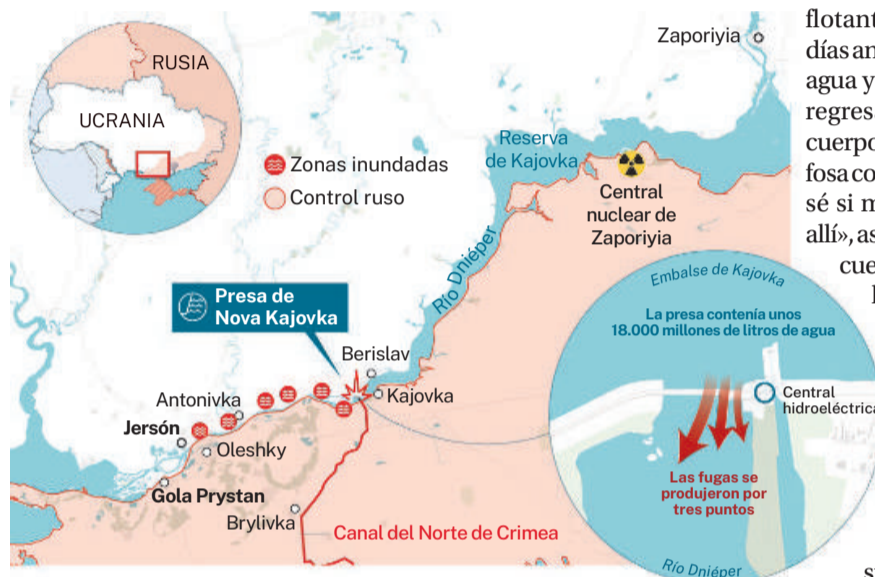 RUSIA
UCRANIA
Zonas inundadas
Control ruso
Zaporiyia
Reserva
de Kajovka
Central
nuclear de
Zaporiyia
Río Dniéper
Presa de
Nova Kajovka
Berislav
Kajovka
Antonivka
Jersón
Oleshky
Gola Prystan
Brylivka
Canal del Norte de Crimea
Embalse de Kajovka
La presa contenía unos
18.000 millones de litros de agua
Central
hidroeléctrica
Las fugas se
produjeron por
tres puntos
Río Dniéper
flotant
días an
agua y
regres
cuerpo
fosa co
sé si m
allí», as
cue